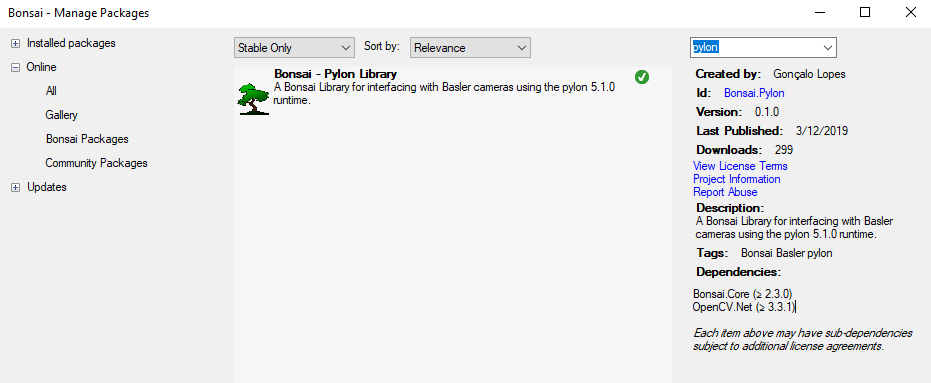 Bonsai - Manage Packages
Installed packages
Online
All
Gallery
Bonsai Packages
Community Packages
Updates
Stable Only Sort by: Relevance
Bonsai - Pylon Library
A Bonsai Library for interfacing with Basler cameras using the pylon 5.1.0
runtime.
pylon
Created by: Gonçalo Lopes
Id: Bonsai.Pylon
Version: 0.1.0
Last Published: 3/12/2019
Downloads: 299
View License Terms
Project Information
Report Abuse
Description:
A Bonsai Library for interfacing with Basler
cameras using the pylon 5.1.0 runtime.
Tags: Bonsai Basler pylon
Dependencies:
Bonsai.Core (≥ 2.3.0)
OpenCV.Net (≥ 3.3.1)
Each item above may have sub-dependencies
subject to additional license agreements.